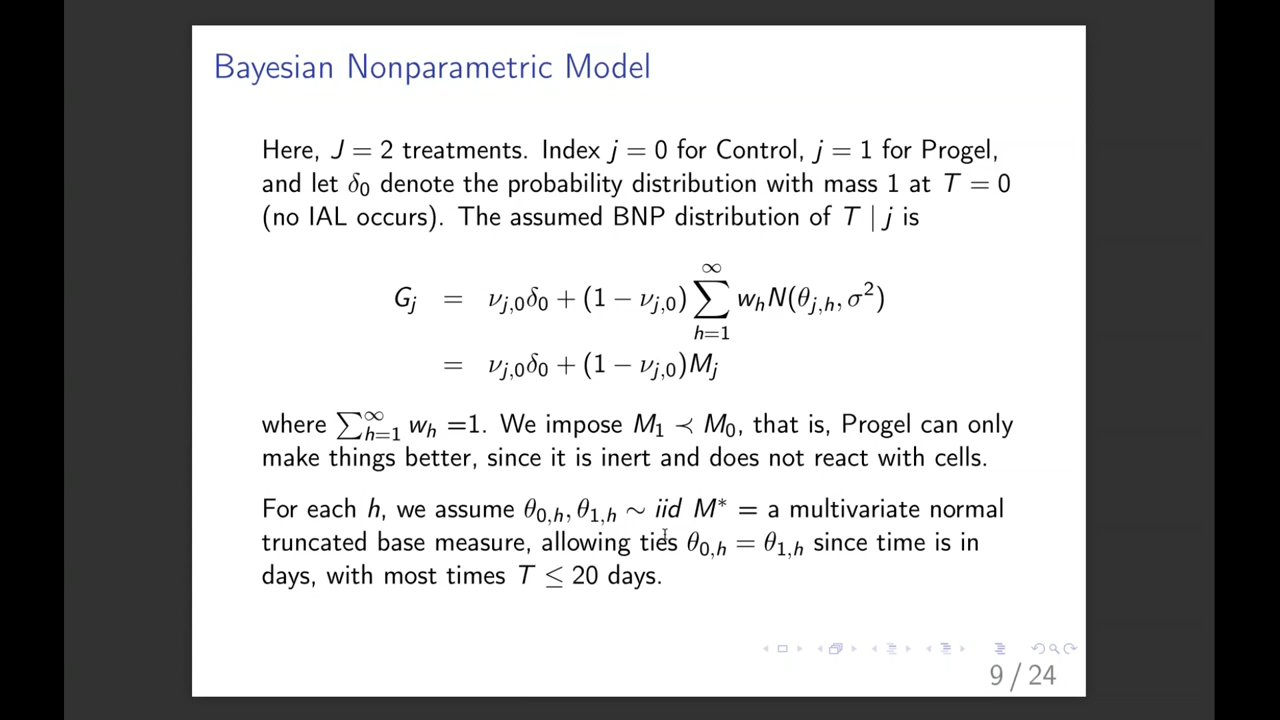 Bayesian Nonparametric Model
Here, J = 2 treatments. Index j = 0 for Control, j = 1 for Progel,
and let δ₀ denote the probability distribution with mass 1 at T = 0
(no IAL occurs). The assumed BNP distribution of T | j is
G_j = ν_{j,0}δ₀ + (1 − ν_{j,0}) ∑_{h=1}^{∞} w_h N(θ_{j,h}, σ²)
= ν_{j,0}δ₀ + (1 − ν_{j,0})M_j
where ∑_{h=1}^{∞} w_h =1. We impose M₁ ≺ M₀, that is, Progel can only
make things better, since it is inert and does not react with cells.
For each h, we assume θ_{0,h}, θ_{1,h} ∼ iid M* = a multivariate normal
truncated base measure, allowing ties θ_{0,h} = θ_{1,h} since time is in
days, with most times T ≤ 20 days.
9 / 24